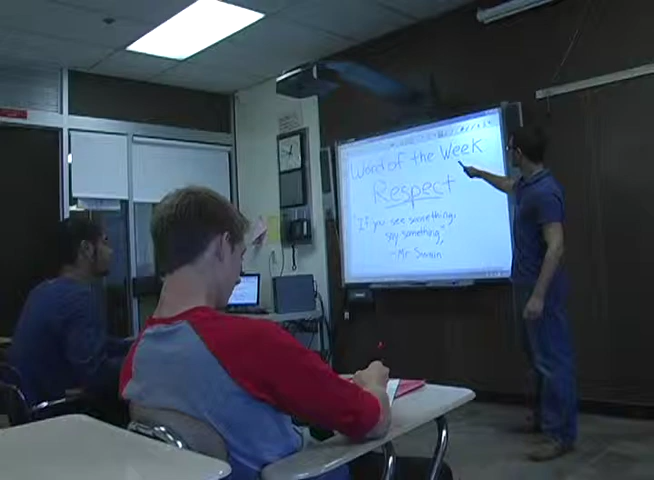 Word of the Week
Respect
"If you see something,
say something"
-Mr Swain